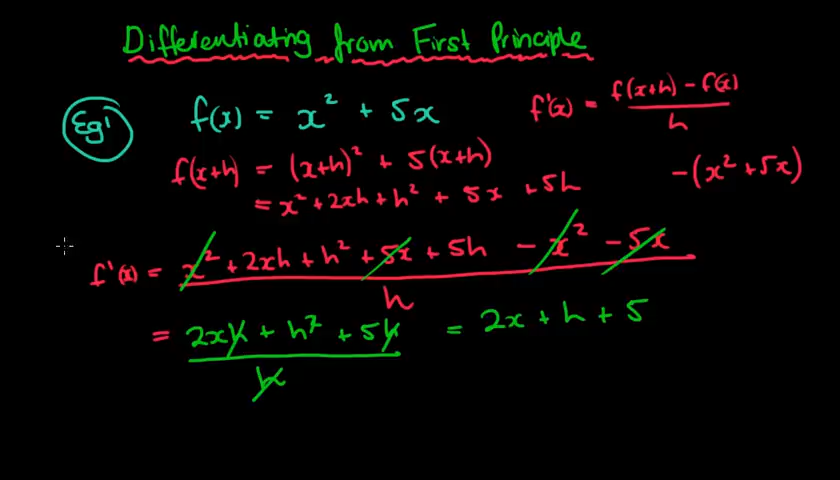 Differentiating from First Principle
Eg1
f(x) = x² + 5x
f'(x) = f(x+h) - f(x) / h
f(x+h) = (x+h)² + 5(x+h)
- (x² + 5x)
= x² + 2xh + h² + 5x + 5h
f'(x) = x² + 2xh + h² + 5x + 5h - x² - 5x / h
= 2xh + h² + 5h / h = 2x + h + 5